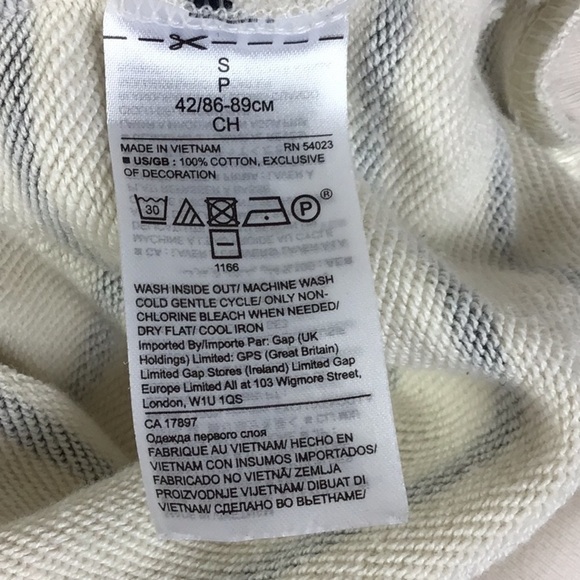 S
P
42/86-89см
CH
MADE IN VIETNAM RN 54023
■ US/GB : 100% COTTON, EXCLUSIVE
OF DECORATION
30 P ®
1166
WASH INSIDE OUT/ MACHINE WASH
COLD GENTLE CYCLE/ ONLY NON-
CHLORINE BLEACH WHEN NEEDED/
DRY FLAT/ COOL IRON
Imported By/Importe Par: Gap (UK
Holdings) Limited: GPS (Great Britain)
Limited Gap Stores (Ireland) Limited Gap
Europe Limited All at 103 Wigmore Street,
London, W1U 1QS
CA 17897
Одежда первого слоя
FABRIQUE AU VIETNAM/ HECHO EN
VIETNAM CON INSUMOS IMPORTADOS/
FABRICADO NO VIETNÃ/ ZEMLJA
PROIZVODNJE VIJETNAM/ DIBUAT DI
VIETNAM/ СДЕЛАНО ВО ВЬЕТНАМЕ/